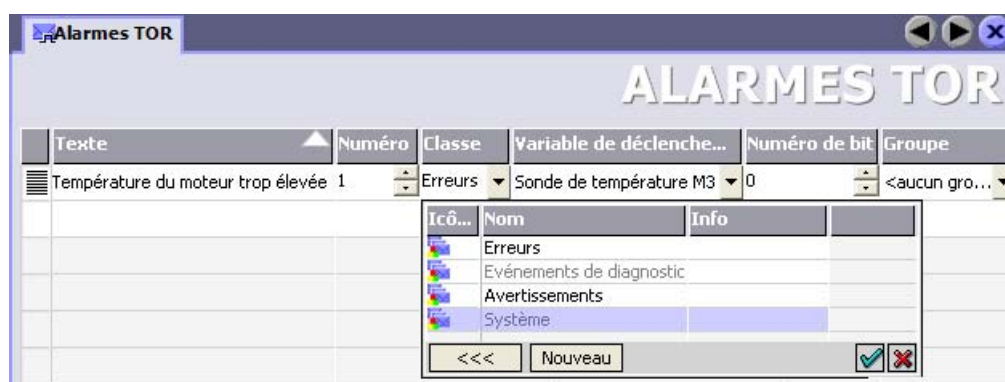 Alarmes TOR
ALARMES TOR
Texte Numéro Classe Variable de déclenche... Numéro de bit Groupe
Température du moteur trop élevée 1 Erreurs Sonde de température M3 0 <aucun gro...
Icô... Nom Info
Erreurs
Evénements de diagnostic
Avertissements
Système
<<< Nouveau